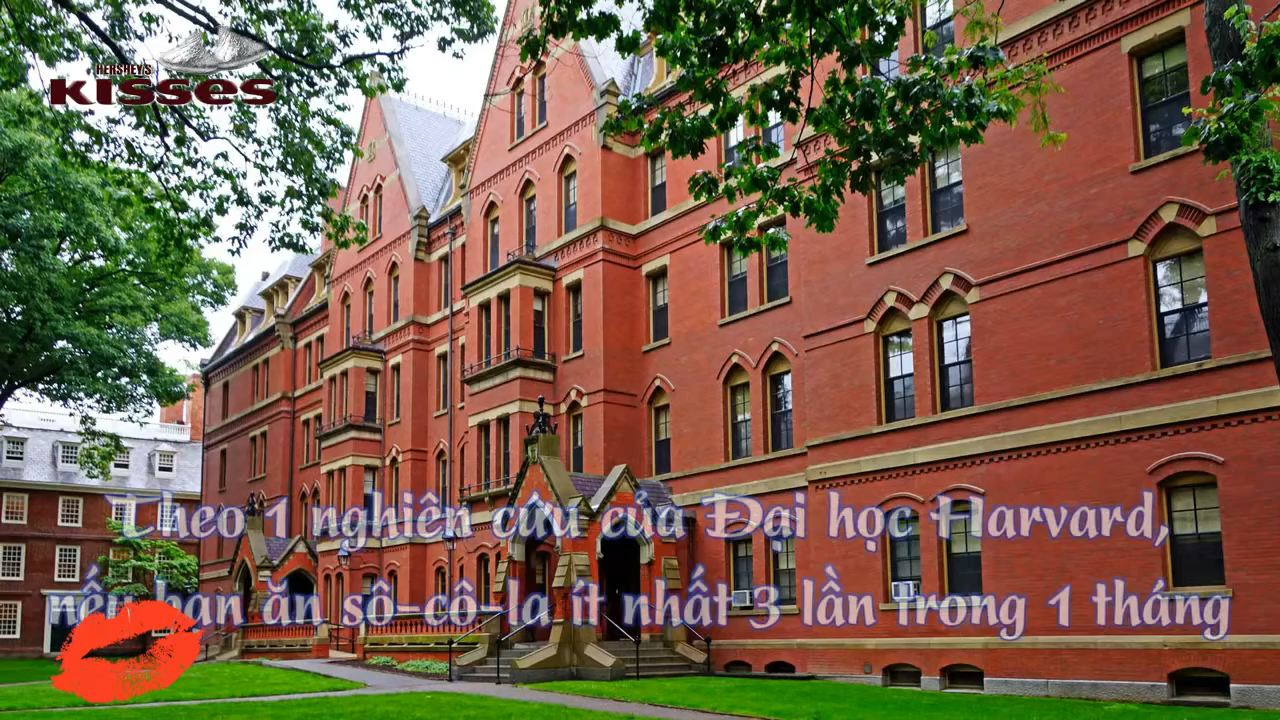 HERSHEY'S
KISSES
Theo 1 nghiên cứu của Đại học Harvard,
nếu bạn ăn sô-cô-la ít nhất 3 lần trong 1 tháng